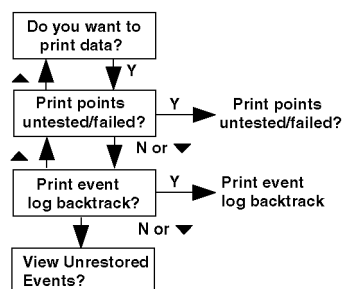 Do you want to
print data?
Y
Print points
untested/failed?
Y
Print points
untested/failed?
N or ▼
Print event
log backtrack?
Y
Print event
log backtrack
N or ▼
View Unrestored
Events?